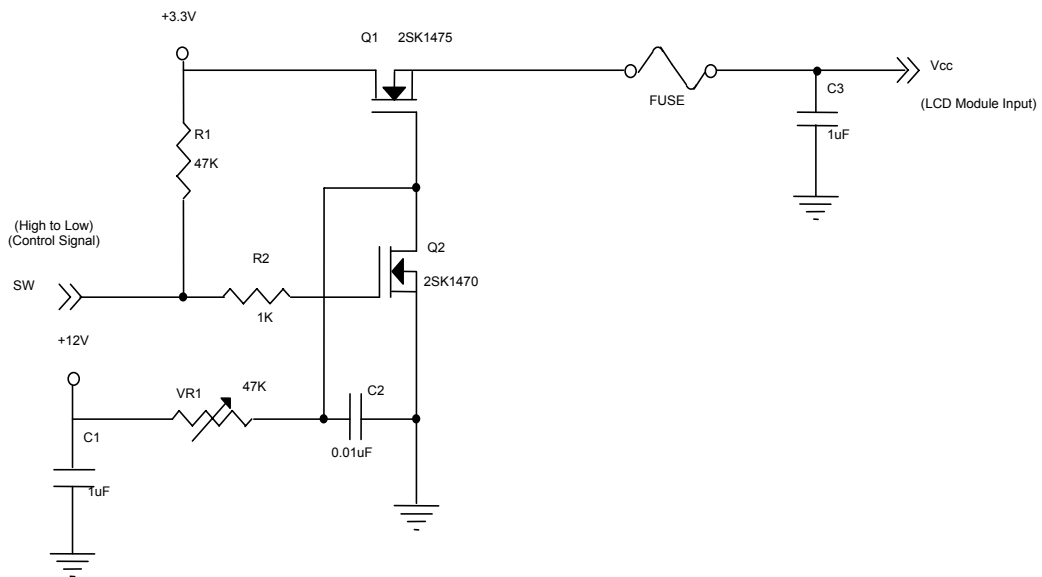 +3.3V
Q1 2SK1475
Vcc
(LCD Module Input)
FUSE
C3
1uF
R1
47K
(High to Low)
(Control Signal)
SW
R2
1K
Q2
2SK1470
+12V
VR1
47K
C2
0.01uF
C1
1uF